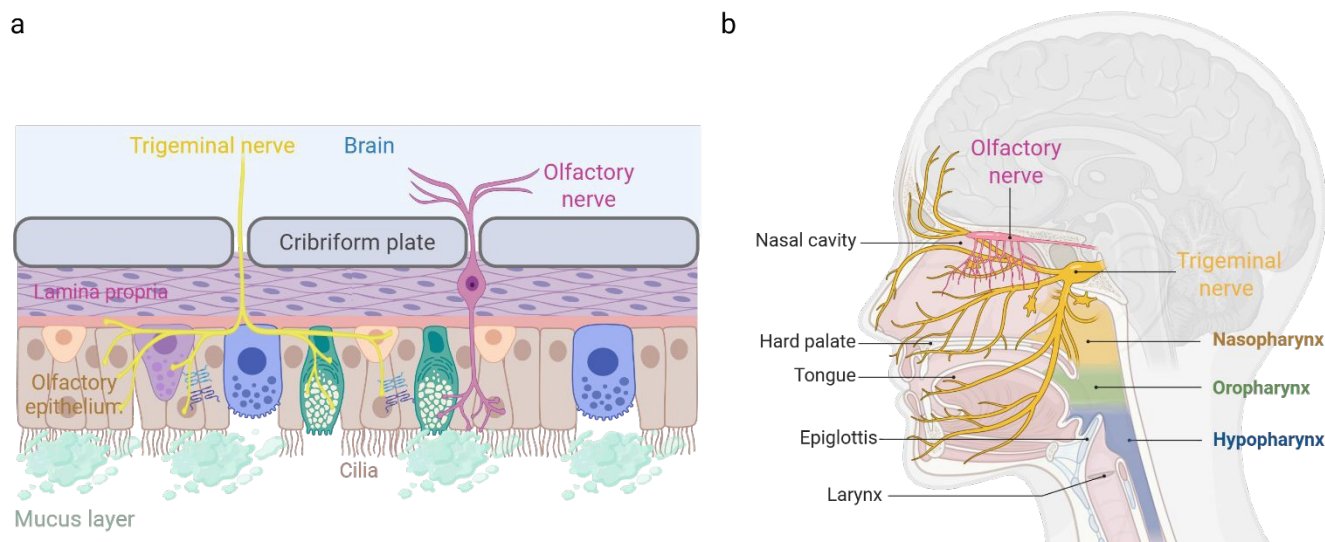 a
Trigeminal nerve
Brain
Olfactory
nerve
Cribriform plate
Lamina propria
Olfactory
epithelium
Cilia
Mucus layer
b
Olfactory
nerve
Nasal cavity
Trigeminal
nerve
Hard palate
Nasopharynx
Tongue
Oropharynx
Epiglottis
Hypopharynx
Larynx